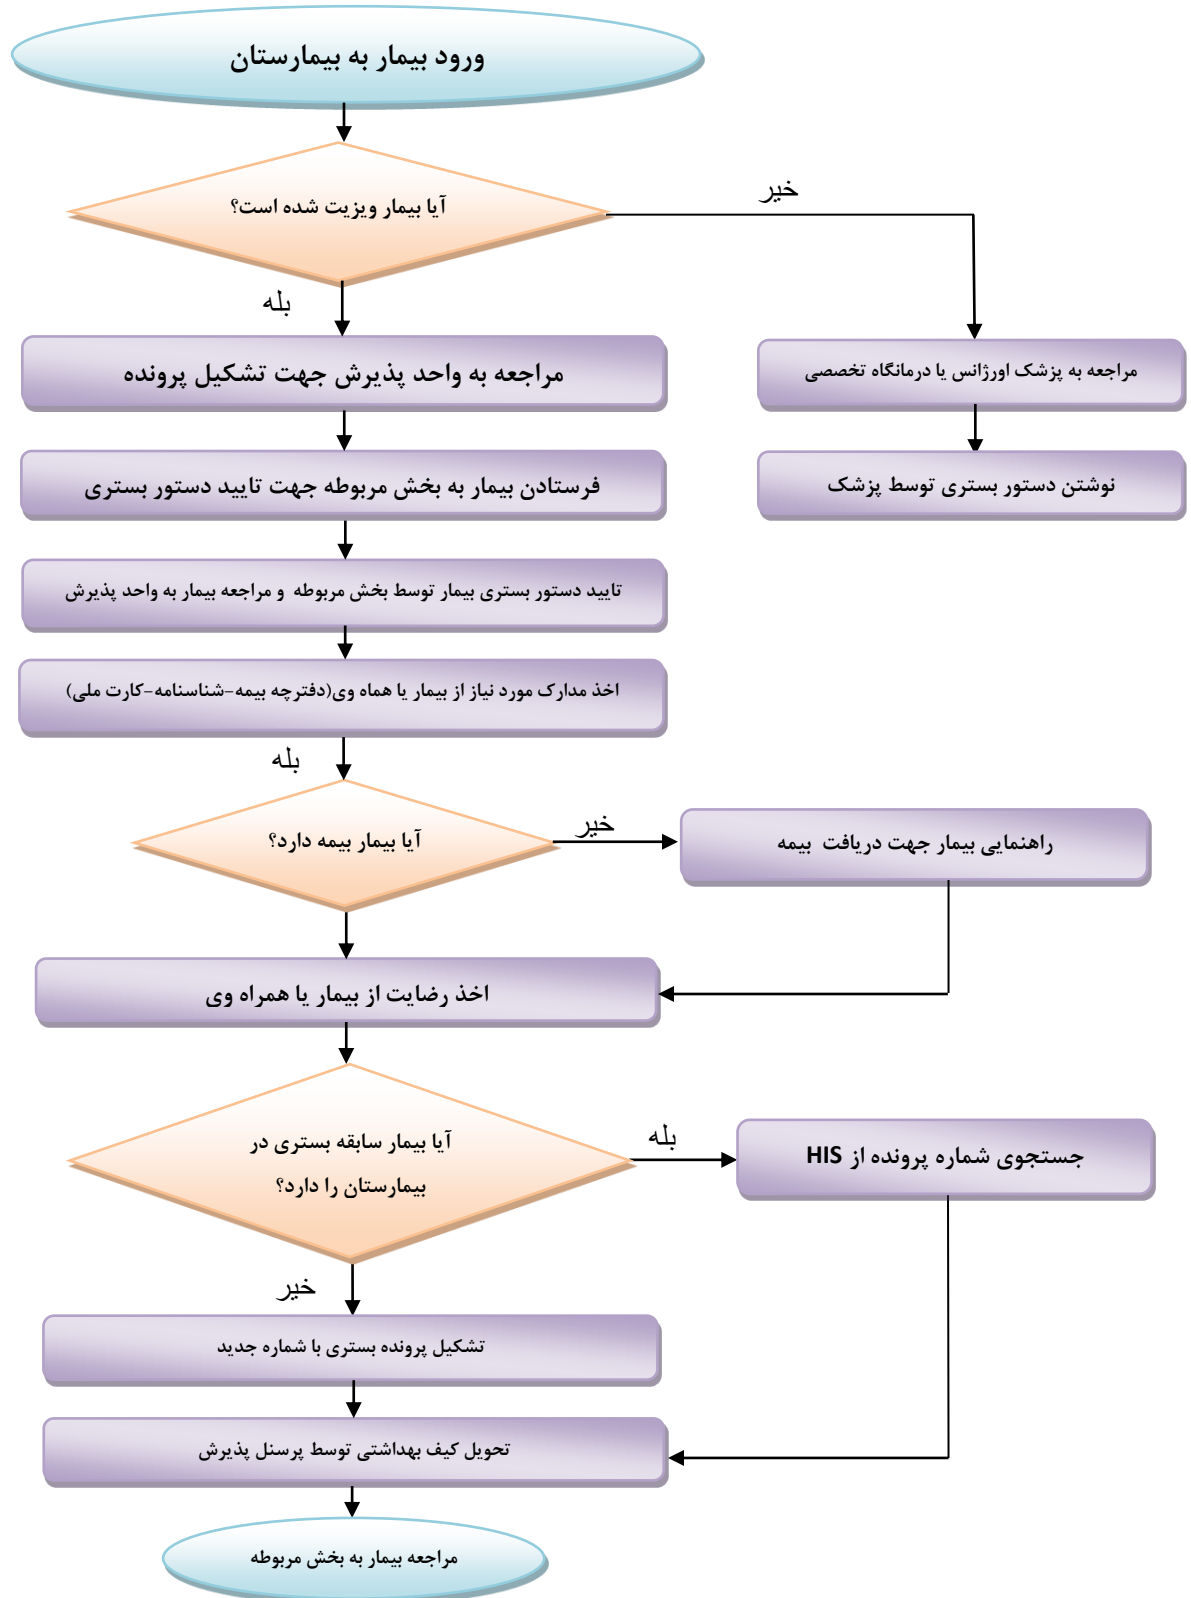 ورود بیمار به بیمارستان
آیا بیمار ویزیت شده است؟
خیر
بله
مراجعه به واحد پذیرش جهت تشکیل پرونده
مراجعه به پزشک اورژانس یا درمانگاه تخصصی
فرستادن بیمار به بخش مربوطه جهت تایید دستور بستری
نوشتن دستور بستری توسط پزشک
تایید دستور بستری بیمار توسط بخش مربوطه و مراجعه بیمار به واحد پذیرش
اخذ مدارک مورد نیاز از بیمار یا هماه وی(دفترچه بیمه-شناسنامه-کارت ملی)
بله
آیا بیمار بیمه دارد؟
خیر
راهنمایی بیمار جهت دریافت بیمه
اخذ رضایت از بیمار یا همراه وی
آیا بیمار سابقه بستری در
بیمارستان را دارد؟
بله
جستجوی شماره پرونده از HIS
خیر
تشکیل پرونده بستری با شماره جدید
تحویل کیف بهداشتی توسط پرسنل پذیرش
مراجعه بیمار به بخش مربوطه